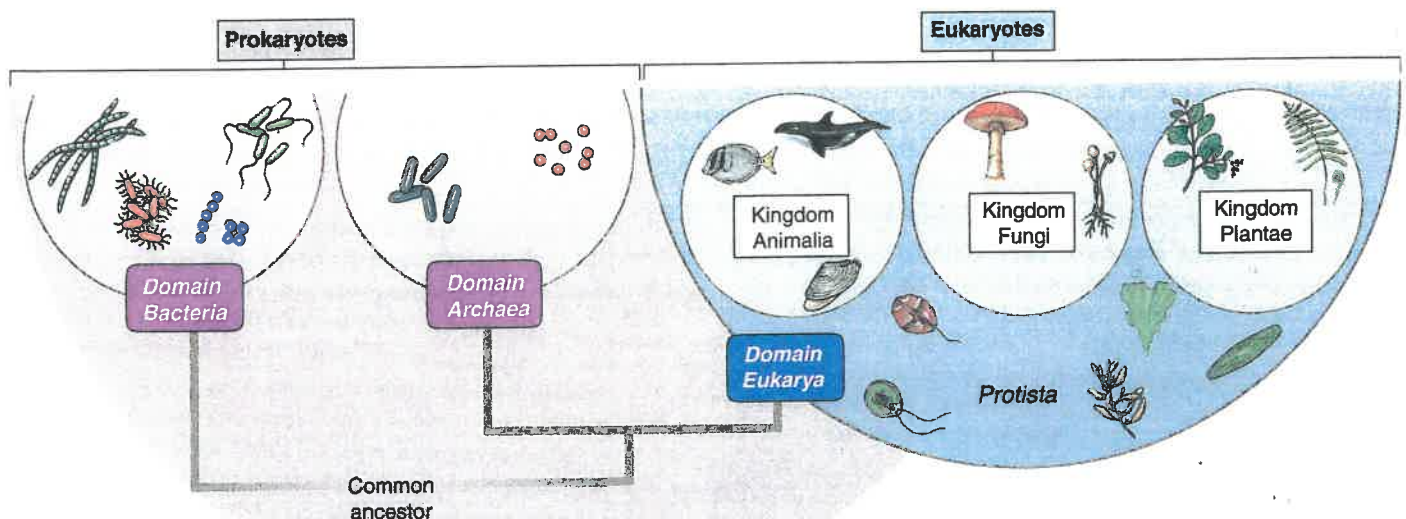 Prokaryotes
Eukaryotes
Kingdom
Animalia
Kingdom
Fungi
Kingdom
Plantae
Domain
Bacteria
Domain
Archaea
Domain
Eukarya
Protista
Common
ancestor